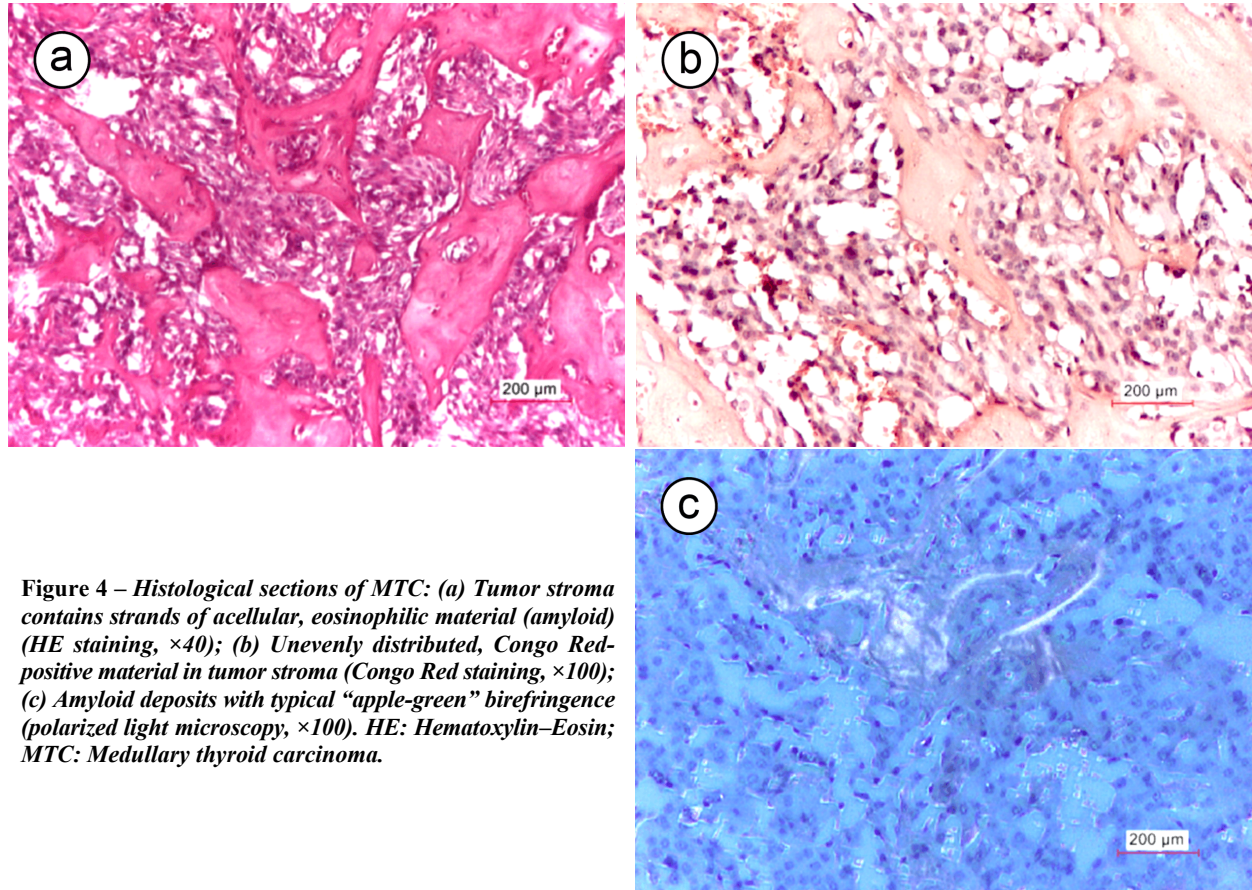 a
b
200 µm
200 µm
c
Figure 4 – Histological sections of MTC: (a) Tumor stroma
contains strands of acellular, eosinophilic material (amyloid)
(HE staining, ×40); (b) Unevenly distributed, Congo Red-
positive material in tumor stroma (Congo Red staining, ×100);
(c) Amyloid deposits with typical “apple-green” birefringence
(polarized light microscopy, ×100). HE: Hematoxylin–Eosin;
MTC: Medullary thyroid carcinoma.
200 µm